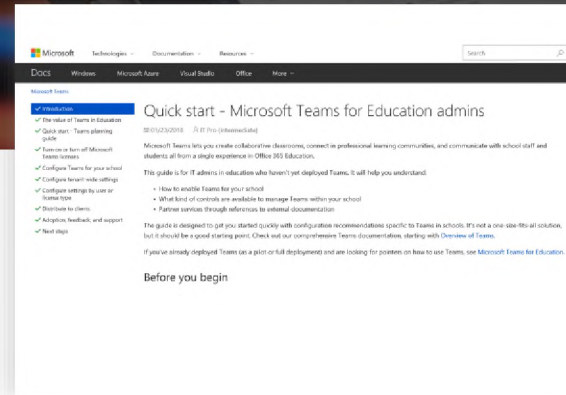 Microsoft Technologies Documentation Resources Search
Docs Windows Microsoft Azure Visual Studio Office More
Microsoft Teams
Introduction
The value of Teams in Education
Quick start - Teams planning
guide
Turn on or turn off Microsoft
Teams licenses
Configure Teams for your school
Configure tenant-wide settings
Configure settings by user or
license type
Distribute to clients
Adoption, feedback, and support
Next steps
Quick start - Microsoft Teams for Education admins
01/23/2018 IT Pro (Intermediate)
Microsoft Teams lets you create collaborative classrooms, connect in professional learning communities, and communicate with school staff and
students all from a single experience in Office 365 Education.
This guide is for IT admins in education who haven't yet deployed Teams. It will help you understand:
• How to enable Teams for your school
• What kind of controls are available to manage Teams within your school
• Partner services through references to external documentation
The guide is designed to get you started quickly with configuration recommendations specific to Teams in schools. It's not a one-size-fits-all solution,
but it should be a good starting point. Check out our comprehensive Teams documentation, starting with Overview of Teams.
If you've already deployed Teams (as a pilot or full deployment) and are looking for pointers on how to use Teams, see Microsoft Teams for Education.
Before you begin